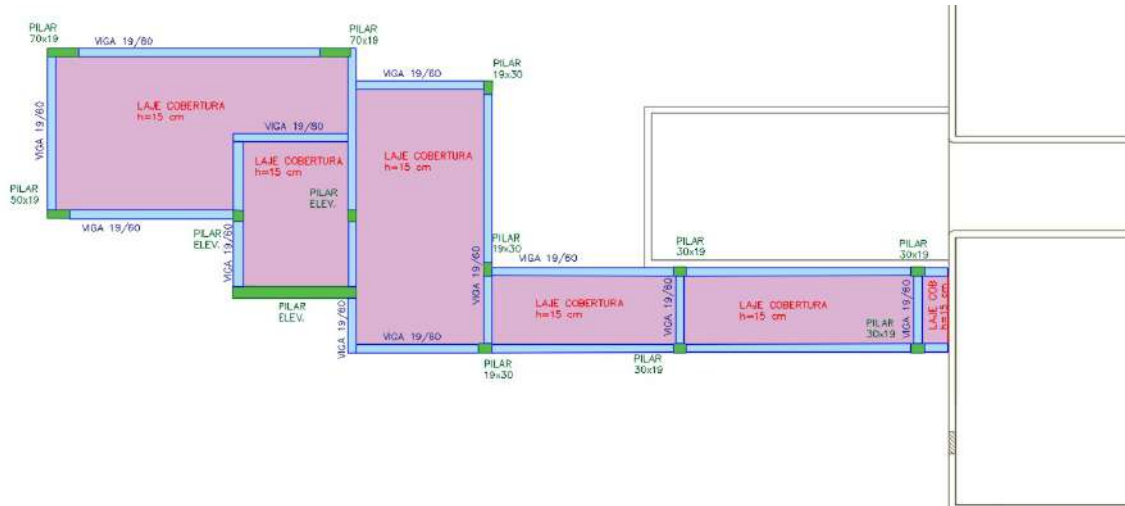 PILAR
70x19
VIGA 19/60
PILAR
70x19
VIGA 19/60
PILAR
19x30
LAJE COBERTURA
h=15 cm
VIGA 19/60
VIGA 19/60
LAJE COBERTURA
h=15 cm
LAJE COBERTURA
h=15 cm
PILAR
50x19
VIGA 19/60
PILAR
ELEV.
PILAR
ELEV.
VIGA 19/60
PILAR
ELEV.
VIGA 19/60
VIGA 19/60
PILAR
19x30
VIGA 19/60
VIGA 19/60
PILAR
19x30
LAJE COBERTURA
h=15 cm
PILAR
30x19
VIGA 19/60
PILAR
30x19
LAJE COBERTURA
h=15 cm
PILAR
30x19
PILAR
30x19
VIGA 19/60
LAJE COB
h=15 cm